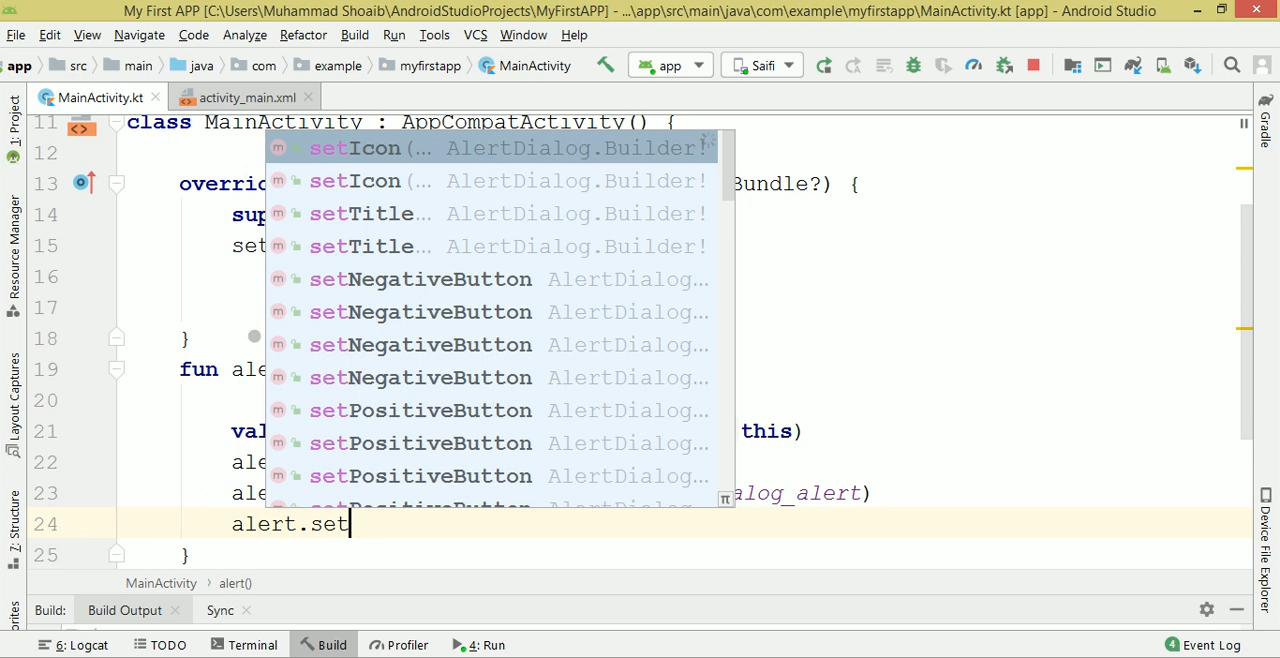 My First APP [C:\Users\Muhammad Shoaib\AndroidStudioProjects\MyFirstAPP] - ...\app\src\main\java\com\example\myfirstapp\MainActivity.kt [app] - Android Studio
File Edit View Navigate Code Analyze Refactor Build Run Tools VCS Window Help
app src main java com example myfirstapp MainActivity app Saifi
MainActivity.kt activity_main.xml
1: Project
Resource Manager
Layout Captures
7: Structure
Gradle
Device File Explorer
11 class MainActivity : AppCompatActivity() {
12
13 overri Bundle?) {
14 sup
15 set
16
17
18 }
19 fun ale
20
21 val this)
22 ale
23 ale alog_alert)
24 alert.set
25 }
m setIcon(... AlertDialog.Builder!
m setIcon(... AlertDialog.Builder!
m setTitle... AlertDialog.Builder!
m setTitle... AlertDialog.Builder!
m setNegativeButton AlertDialog...
m setNegativeButton AlertDialog...
m setNegativeButton AlertDialog...
m setNegativeButton AlertDialog...
m setPositiveButton AlertDialog...
m setPositiveButton AlertDialog...
m setPositiveButton AlertDialog...
m setPositiveButton AlertDialog...
π
MainActivity › alert()
Build: Build Output Sync
6: Logcat TODO Terminal Build Profiler 4: Run 4 Event Log